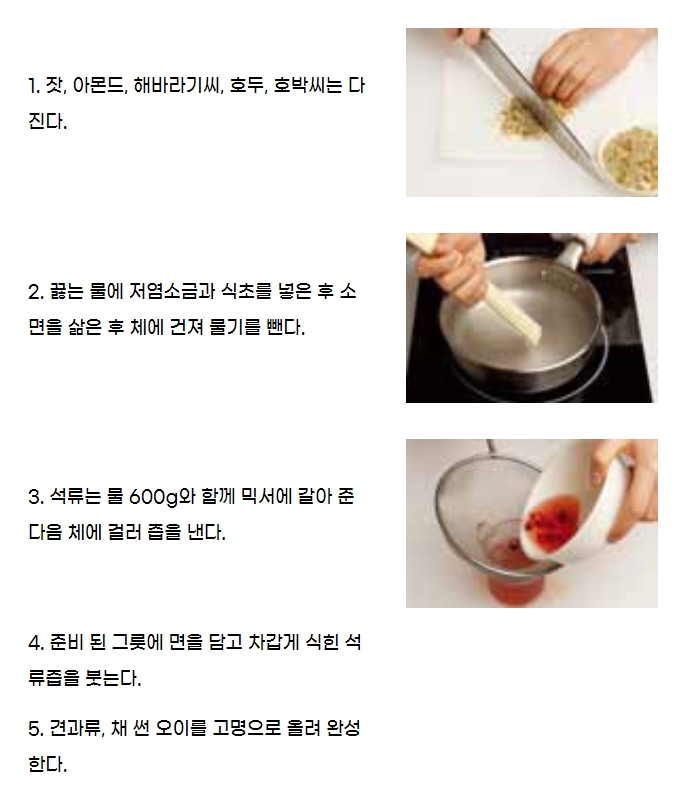 1. 잣, 아몬드, 해바라기씨, 호두, 호박씨는 다
진다.
2. 끓는 물에 저염소금과 식초를 넣은 후 소
면을 삶은 후 체에 건져 물기를 뺀다.
3. 석류는 물 600g와 함께 믹서에 갈아 준
다음 체에 걸러 즙을 낸다.
4. 준비 된 그릇에 면을 담고 차갑게 식힌 석
류즙을 붓는다.
5. 견과류, 채 썬 오이를 고명으로 올려 완성
한다.